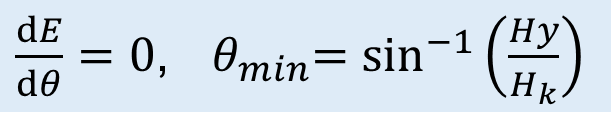 dE/dθ = 0, θ_min = sin⁻¹(Hy/H_k)